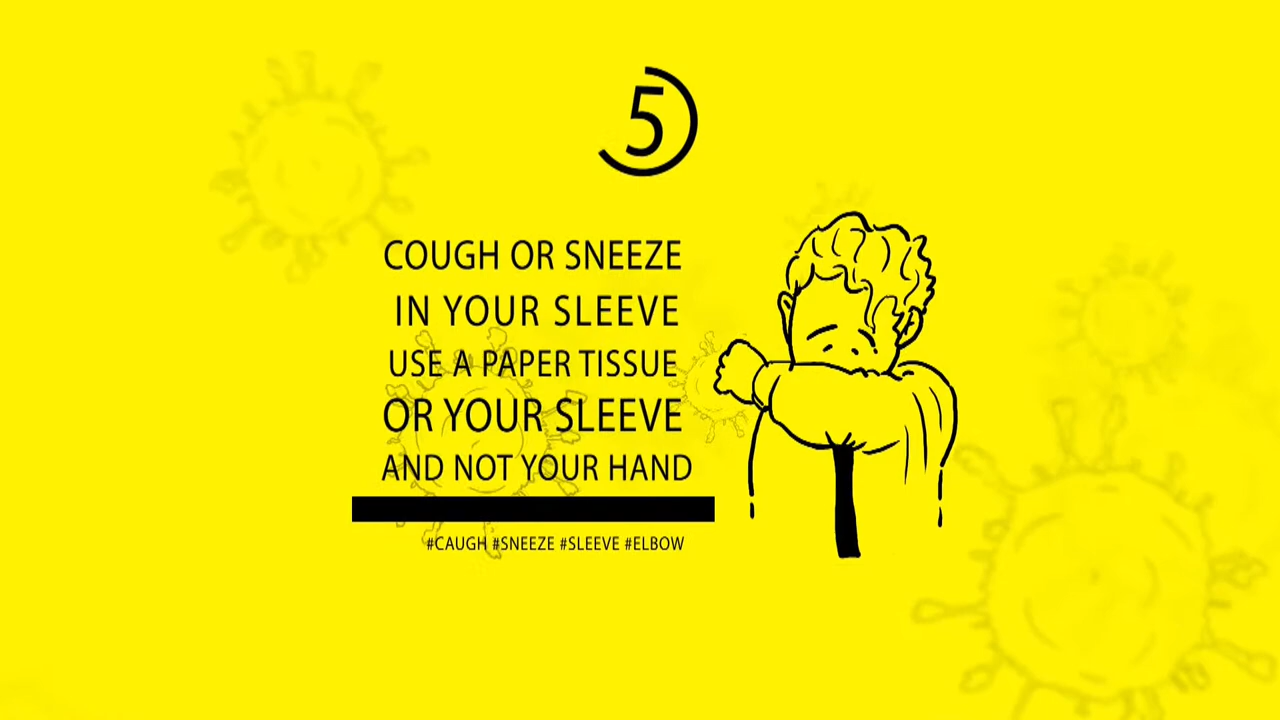 5
COUGH OR SNEEZE
IN YOUR SLEEVE
USE A PAPER TISSUE
OR YOUR SLEEVE
AND NOT YOUR HAND
#CAUGH #SNEEZE #SLEEVE #ELBOW